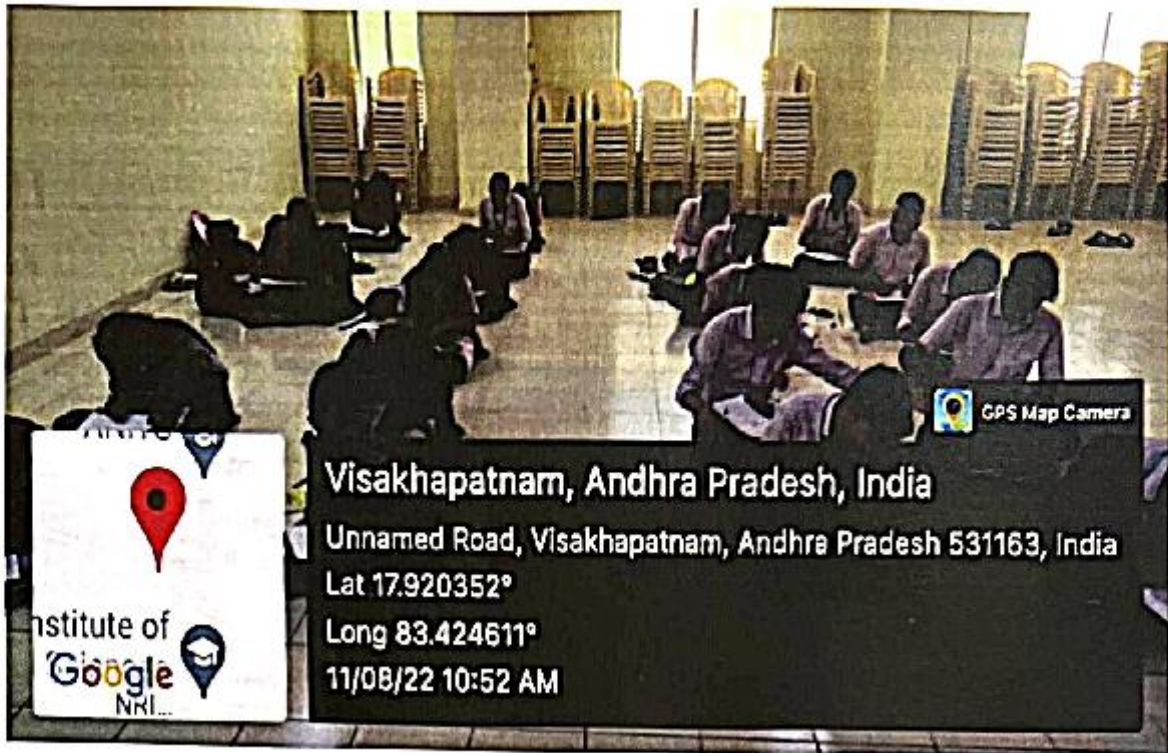 GPS Map Camera
Visakhapatnam, Andhra Pradesh, India
Unnamed Road, Visakhapatnam, Andhra Pradesh 531163, India
Lat 17.920352°
Long 83.424611°
11/08/22 10:52 AM
nstitute of
Google
NRI...